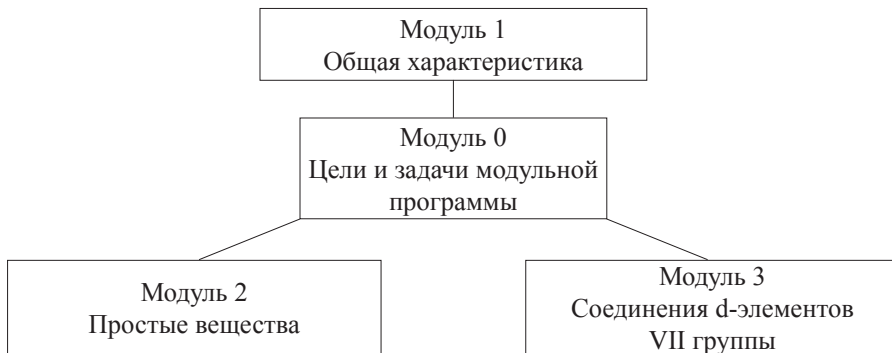 Модуль 1
Общая характеристика
Модуль 0
Цели и задачи модульной
программы
Модуль 2
Простые вещества
Модуль 3
Соединения d-элементов
VII группы